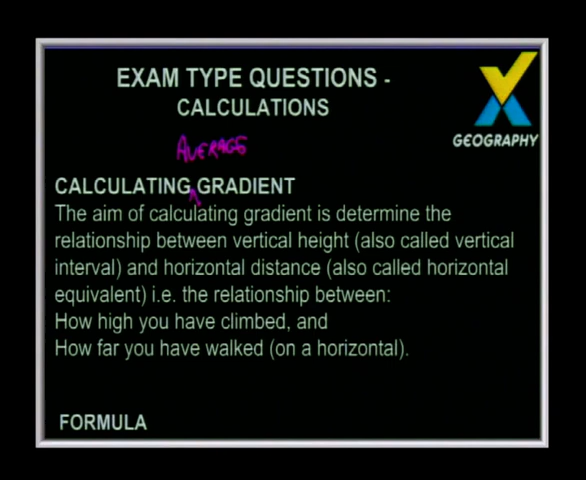 EXAM TYPE QUESTIONS -
CALCULATIONS
GEOGRAPHY
AVERAGE
CALCULATING GRADIENT
The aim of calculating gradient is determine the
relationship between vertical height (also called vertical
interval) and horizontal distance (also called horizontal
equivalent) i.e. the relationship between:
How high you have climbed, and
How far you have walked (on a horizontal).
FORMULA